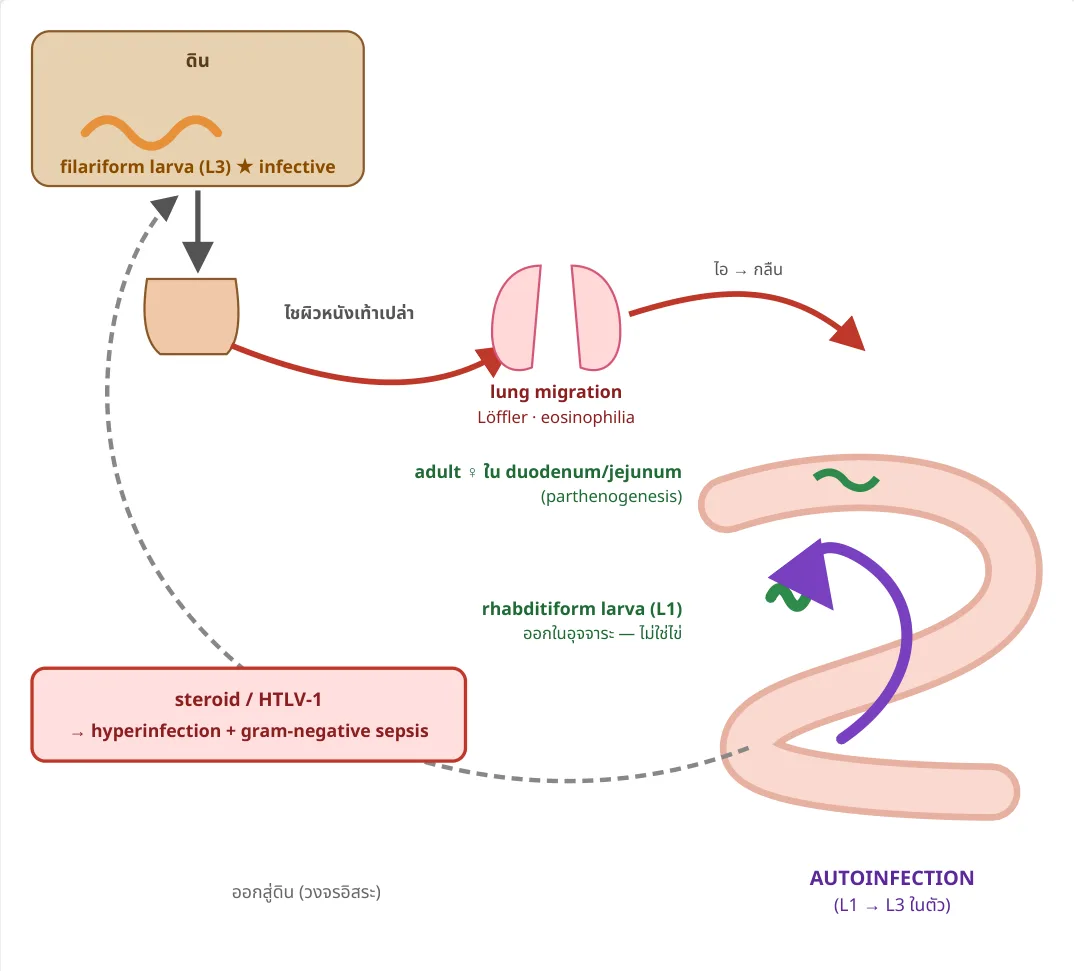 ดิน
filariform larva (L3) ★ infective
ไชผิวหนังเท้าเปล่า
ไอ → กลืน
lung migration
Löffler · eosinophilia
adult ♀ ใน duodenum/jejunum
(parthenogenesis)
rhabditiform larva (L1)
ออกในอุจจาระ — ไม่ใช่ไข่
steroid / HTLV-1
→ hyperinfection + gram-negative sepsis
ออกสู่ดิน (วงจรอิสระ)
AUTOINFECTION
(L1 → L3 ในตัว)